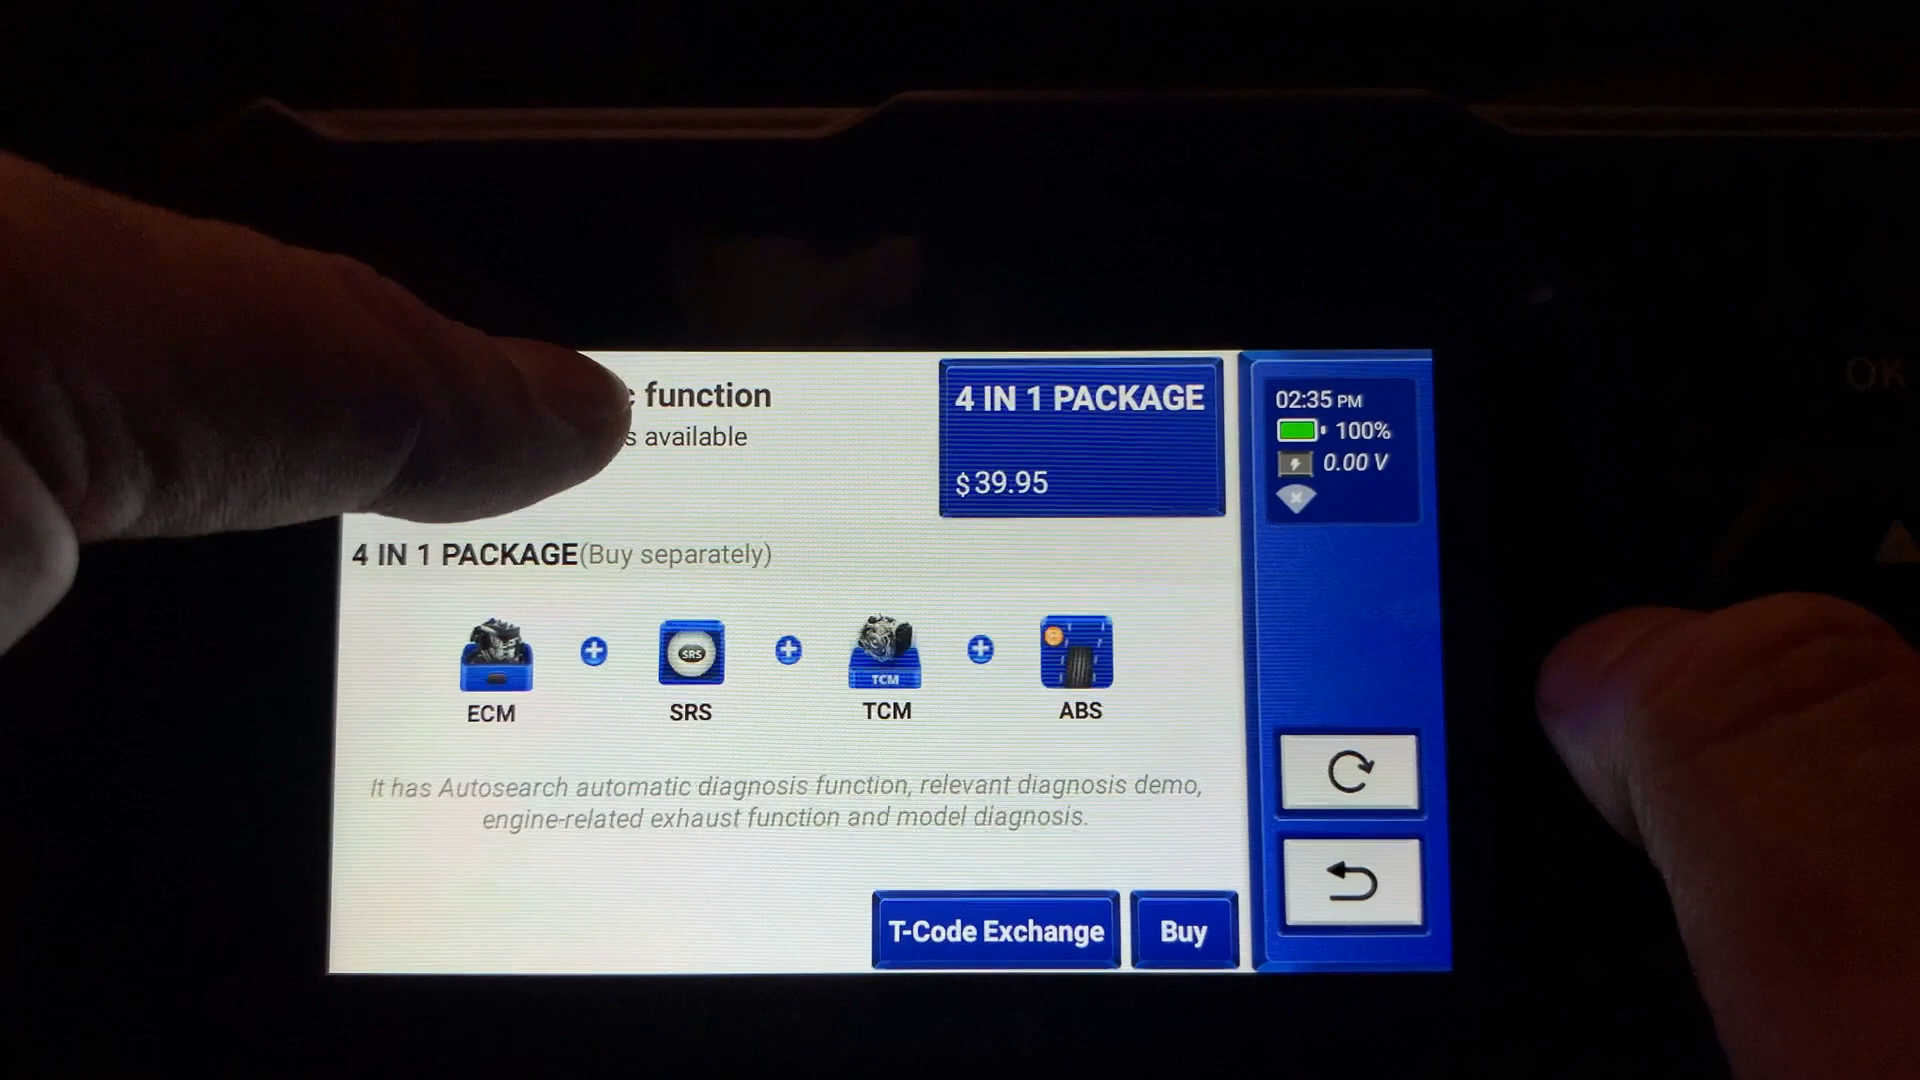 function
available
4 IN 1 PACKAGE
$39.95
02:35 PM
100%
0.00 V
4 IN 1 PACKAGE(Buy separately)
SRS
TCM
ECM
SRS
TCM
ABS
It has Autosearch automatic diagnosis function, relevant diagnosis demo,
engine-related exhaust function and model diagnosis.
T-Code Exchange
Buy
OK